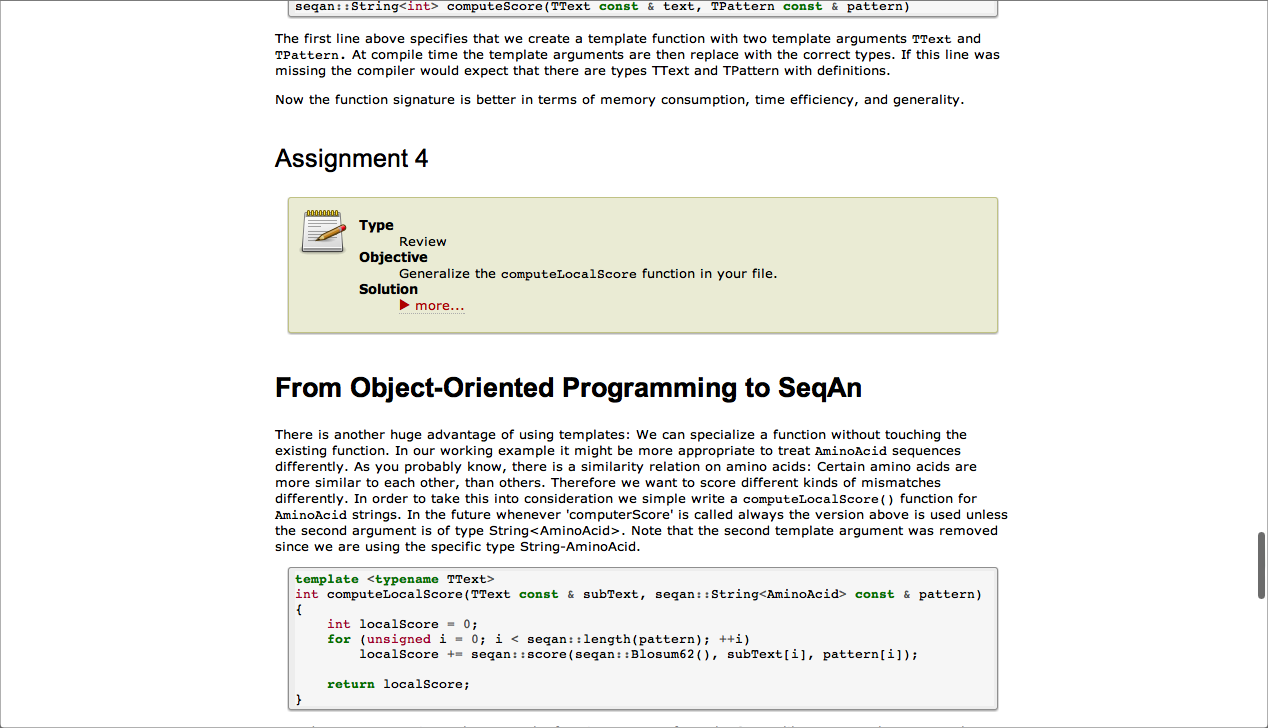 seqan::String<int> computeScore(TText const & text, TPattern const & pattern)
The first line above specifies that we create a template function with two template arguments TText and
TPattern. At compile time the template arguments are then replace with the correct types. If this line was
missing the compiler would expect that there are types TText and TPattern with definitions.
Now the function signature is better in terms of memory consumption, time efficiency, and generality.
Assignment 4
Type
Review
Objective
Generalize the computeLocalScore function in your file.
Solution
more...
From Object-Oriented Programming to SeqAn
There is another huge advantage of using templates: We can specialize a function without touching the
existing function. In our working example it might be more appropriate to treat AminoAcid sequences
differently. As you probably know, there is a similarity relation on amino acids: Certain amino acids are
more similar to each other, than others. Therefore we want to score different kinds of mismatches
differently. In order to take this into consideration we simple write a computeLocalScore() function for
AminoAcid strings. In the future whenever 'computerScore' is called always the version above is used unless
the second argument is of type String<AminoAcid>. Note that the second template argument was removed
since we are using the specific type String-AminoAcid.
template <typename TText>
int computeLocalScore(TText const & subText, seqan::String<AminoAcid> const & pattern)
{
int localScore = 0;
for (unsigned i = 0; i < seqan::length(pattern); ++i)
localScore += seqan::score(seqan::Blosum62(), subText[i], pattern[i]);
return localScore;
}